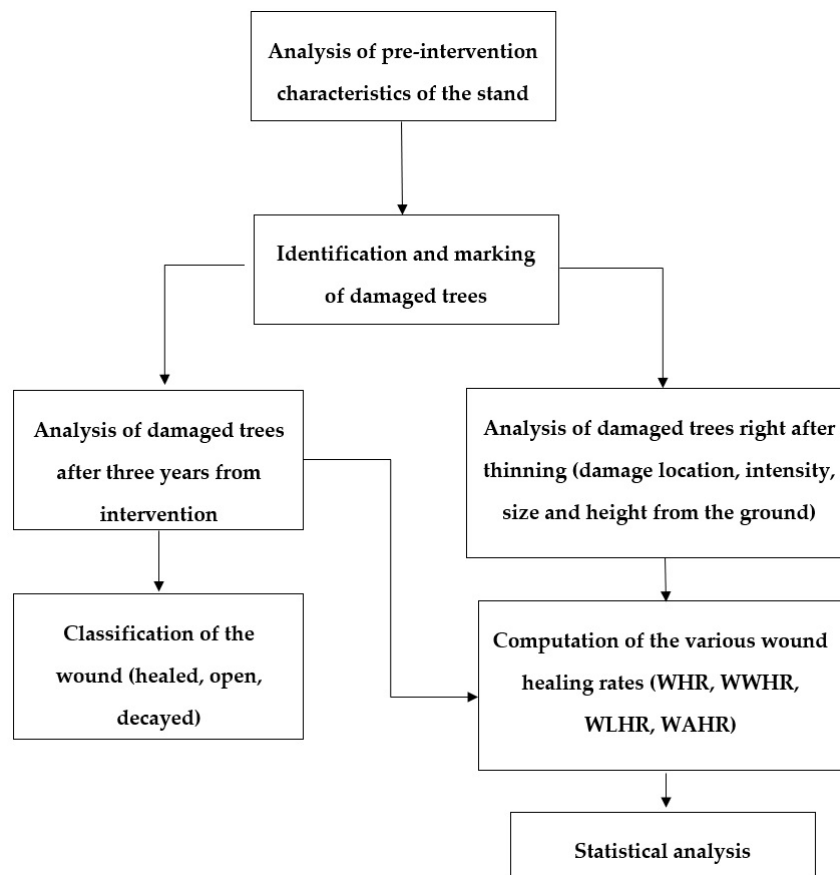 Analysis of pre-intervention
characteristics of the stand
Identification and marking
of damaged trees
Analysis of damaged trees
after three years from
intervention
Analysis of damaged trees right after
thinning (damage location, intensity,
size and height from the ground)
Classification of the
wound (healed, open,
decayed)
Computation of the various wound
healing rates (WHR, WWHR,
WLHR, WAHR)
Statistical analysis